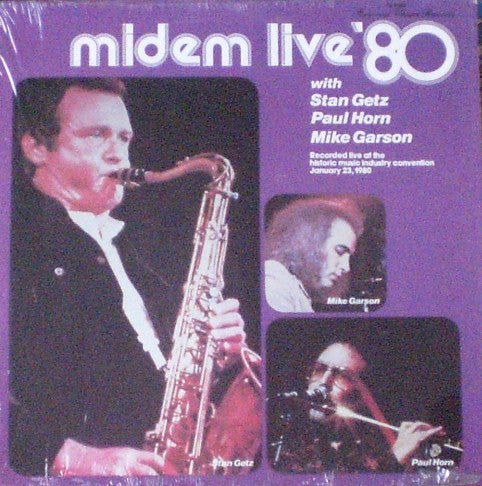 midem live '80
with
Stan Getz
Paul Horn
Mike Garson
Recorded live at the
historic music industry convention
January 23, 1980
Mike Garson
Stan Getz
Paul Horn